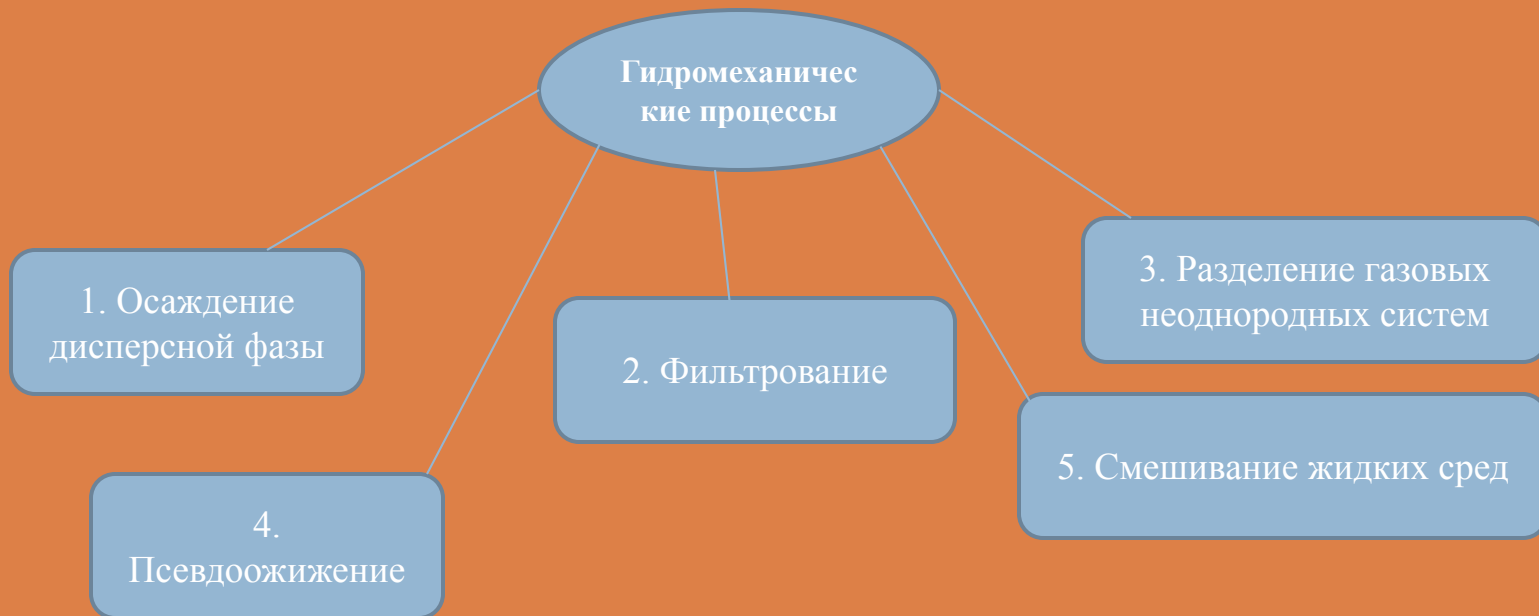 Гидромеханичес
кие процессы
1. Осаждение
дисперсной фазы
2. Фильтрование
3. Разделение газовых
неоднородных систем
4.
Псевдоожижение
5. Смешивание жидких сред